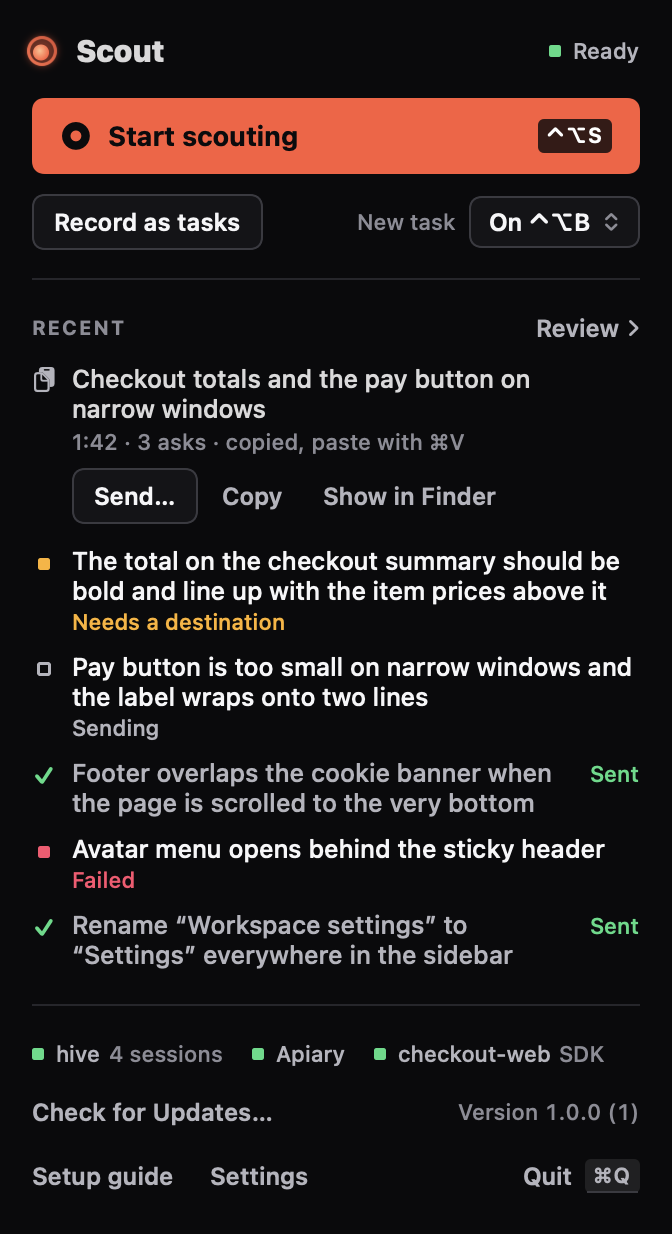 Scout
Ready
Start scouting ⌃⌥S
Record as tasks
New task
On ⌃⌥B
RECENT
Review
Checkout totals and the pay button on
narrow windows
1:42 · 3 asks · copied, paste with ⌘V
Send...
Copy
Show in Finder
The total on the checkout summary should be
bold and line up with the item prices above it
Needs a destination
Pay button is too small on narrow windows and
the label wraps onto two lines
Sending
Footer overlaps the cookie banner when
the page is scrolled to the very bottom
Sent
Avatar menu opens behind the sticky header
Failed
Rename “Workspace settings” to
“Settings” everywhere in the sidebar
Sent
hive 4 sessions
Apiary
checkout-web SDK
Check for Updates...
Version 1.0.0 (1)
Setup guide
Settings
Quit ⌘Q